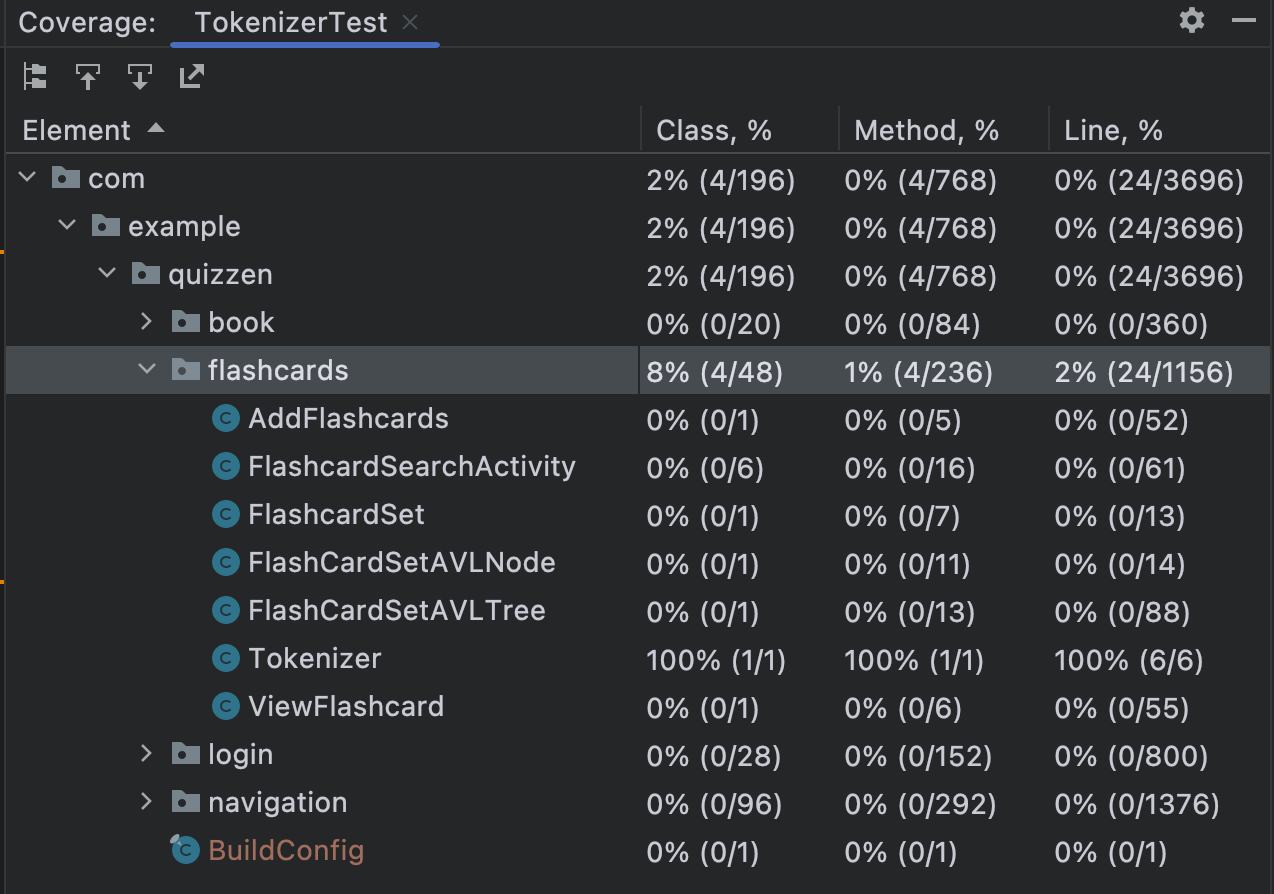 Coverage: TokenizerTest
Element Class, % Method, % Line, %
com 2% (4/196) 0% (4/768) 0% (24/3696)
example 2% (4/196) 0% (4/768) 0% (24/3696)
quizzen 2% (4/196) 0% (4/768) 0% (24/3696)
book 0% (0/20) 0% (0/84) 0% (0/360)
flashcards 8% (4/48) 1% (4/236) 2% (24/1156)
C AddFlashcards 0% (0/1) 0% (0/5) 0% (0/52)
C FlashcardSearchActivity 0% (0/6) 0% (0/16) 0% (0/61)
C FlashcardSet 0% (0/1) 0% (0/7) 0% (0/13)
C FlashCardSetAVLNode 0% (0/1) 0% (0/11) 0% (0/14)
C FlashCardSetAVLTree 0% (0/1) 0% (0/13) 0% (0/88)
C Tokenizer 100% (1/1) 100% (1/1) 100% (6/6)
C ViewFlashcard 0% (0/1) 0% (0/6) 0% (0/55)
login 0% (0/28) 0% (0/152) 0% (0/800)
navigation 0% (0/96) 0% (0/292) 0% (0/1376)
C BuildConfig 0% (0/1) 0% (0/1) 0% (0/1)